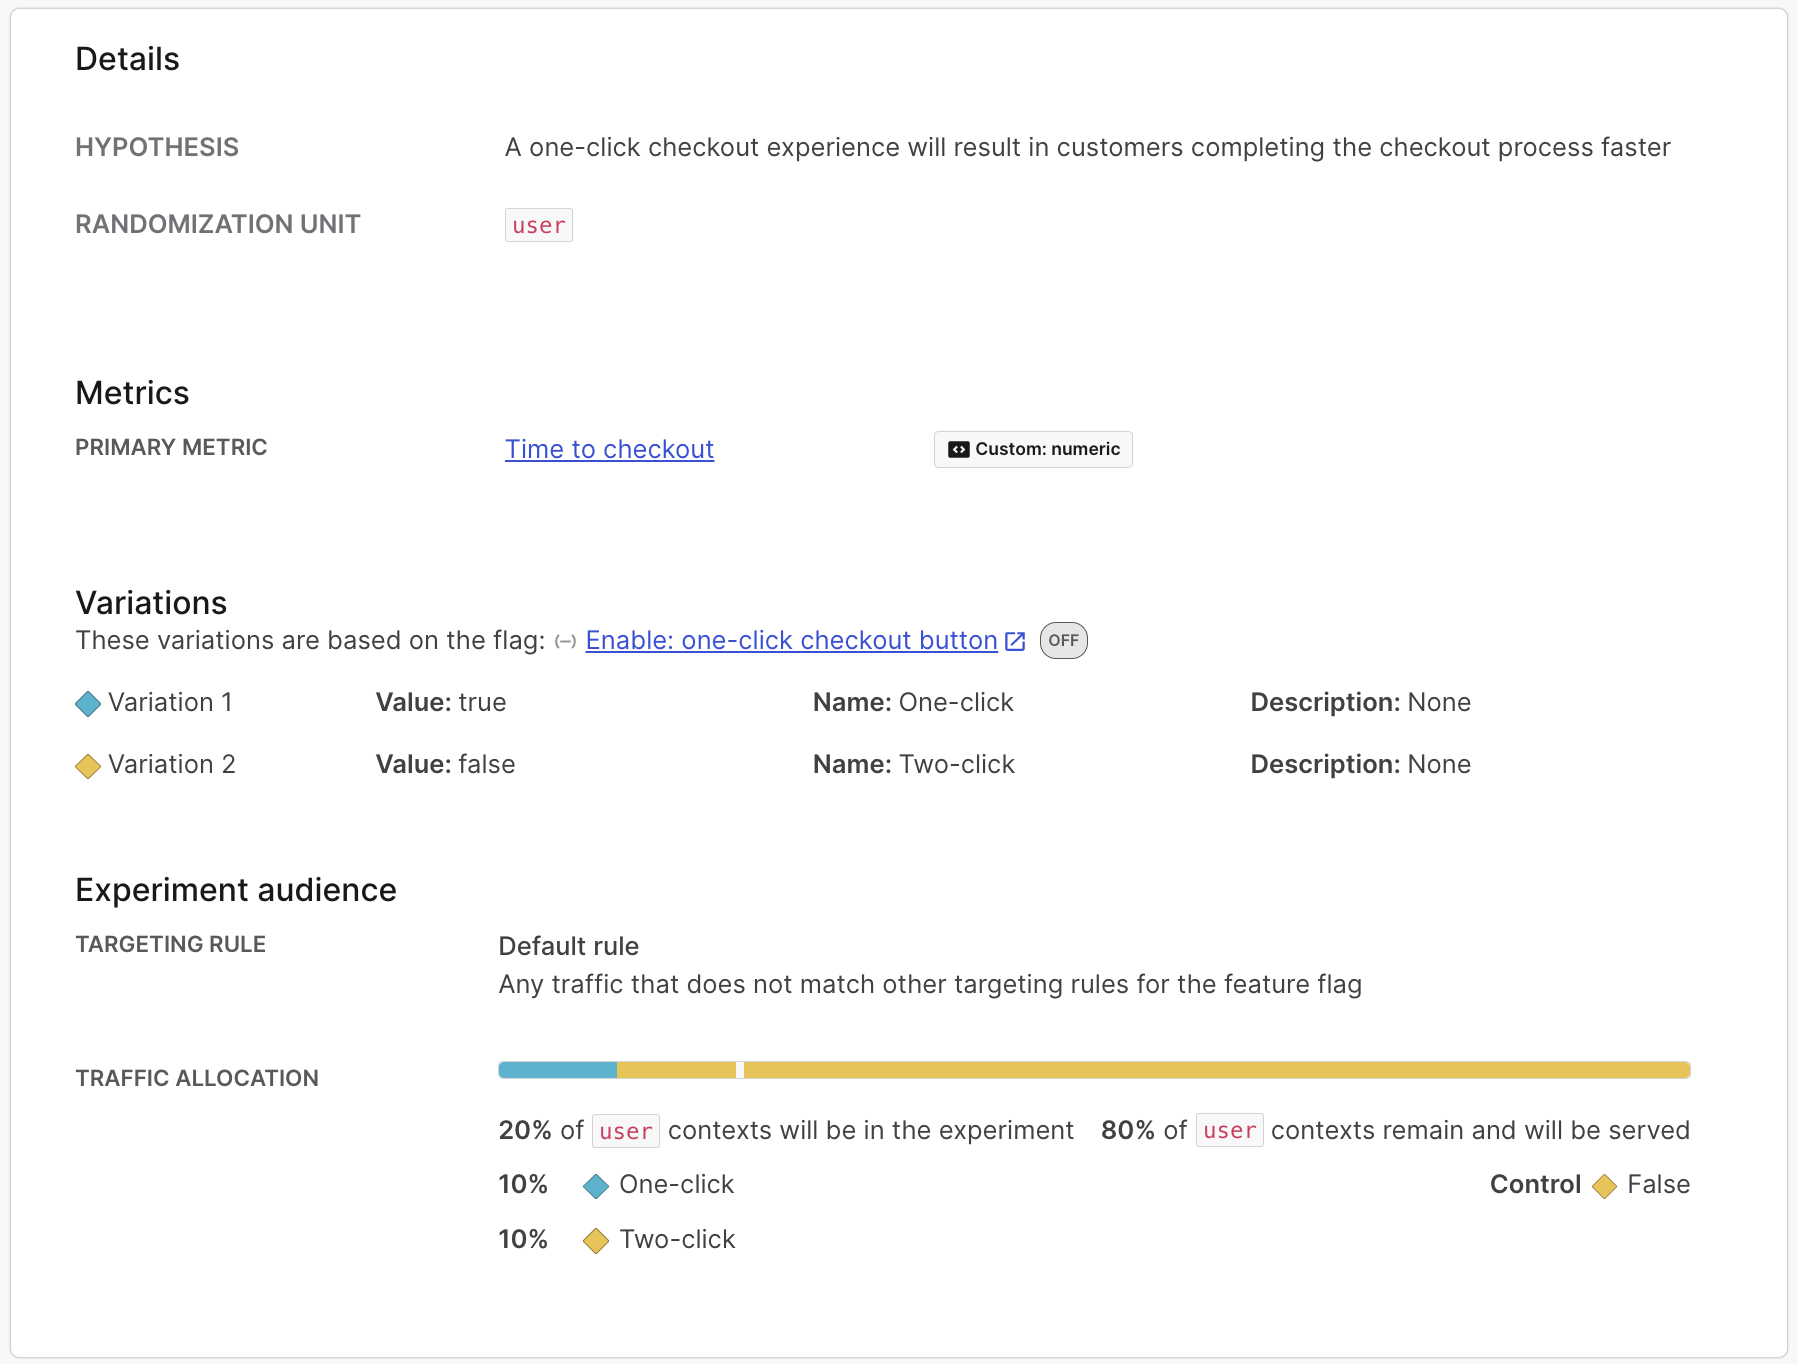 Details
HYPOTHESIS A one-click checkout experience will result in customers completing the checkout process faster
RANDOMIZATION UNIT user
Metrics
PRIMARY METRIC Time to checkout Custom: numeric
Variations
These variations are based on the flag: Enable: one-click checkout button OFF
Variation 1 Value: true Name: One-click Description: None
Variation 2 Value: false Name: Two-click Description: None
Experiment audience
TARGETING RULE Default rule
Any traffic that does not match other targeting rules for the feature flag
TRAFFIC ALLOCATION
20% of user contexts will be in the experiment 80% of user contexts remain and will be served
10% One-click Control False
10% Two-click